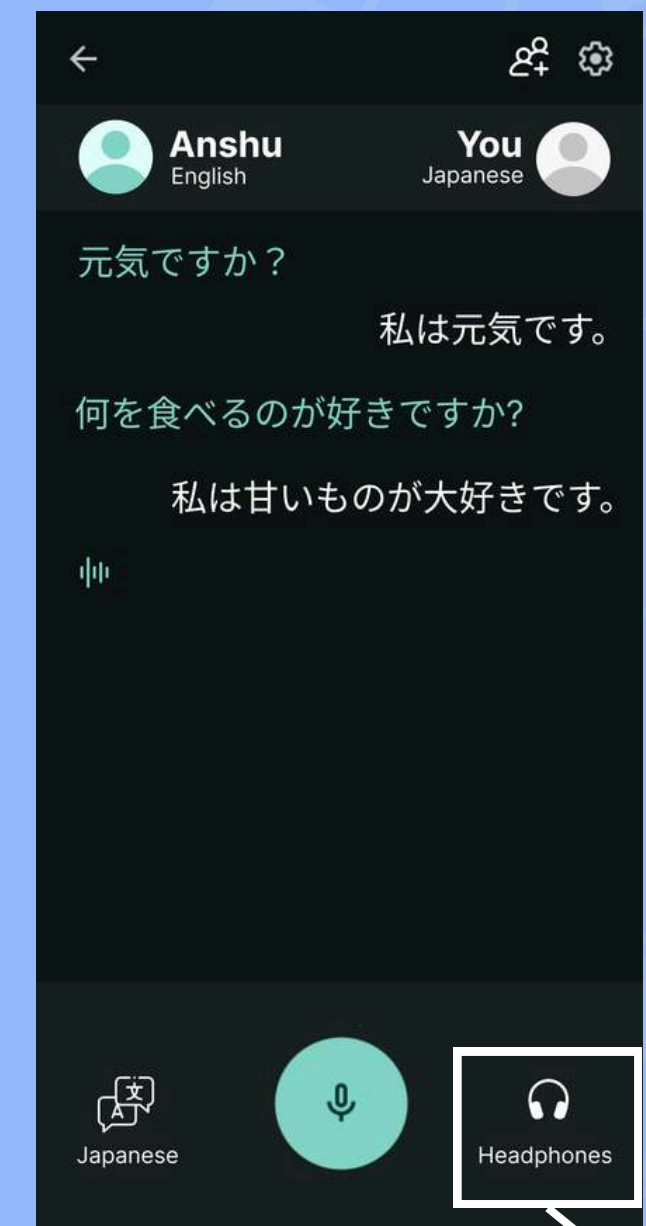 Anshu
English
You
Japanese
元気ですか？
私は元気です。
何を食べるのが好きですか?
私は甘いものが大好きです。
文
A
Japanese
Headphones